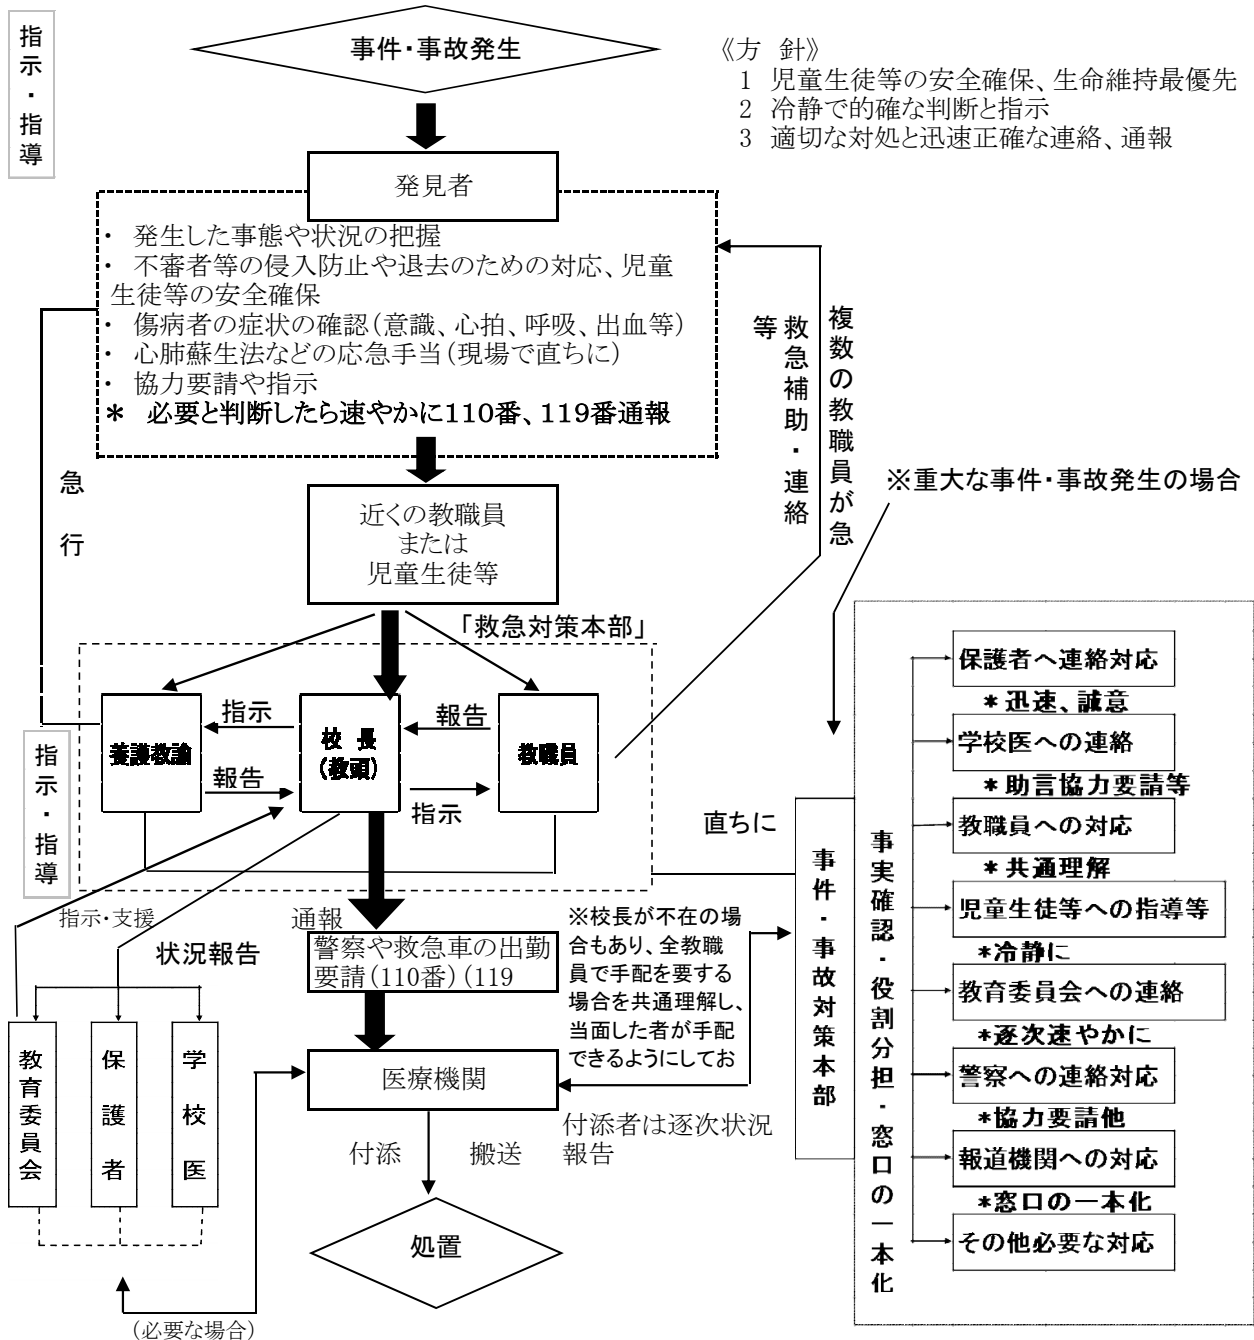 指示・指導
事件・事故発生
《方 針》
1 児童生徒等の安全確保、生命維持最優先
2 冷静で的確な判断と指示
3 適切な対処と迅速正確な連絡、通報
発見者
・ 発生した事態や状況の把握
・ 不審者等の侵入防止や退去のための対応、児童
生徒等の安全確保
・ 傷病者の症状の確認(意識、心拍、呼吸、出血等)
・ 心肺蘇生法などの応急手当(現場で直ちに)
・ 協力要請や指示
* 必要と判断したら速やかに110番、119番通報
複数の教職員が急
救急補助・連絡
等
急行
近くの教職員
または
児童生徒等
※重大な事件・事故発生の場合
「救急対策本部」
養護教諭
指示
報告
校 長
(教頭)
報告
指示
教職員
指示・指導
直ちに
指示・支援
状況報告
通報
警察や救急車の出勤
要請(110番)(119
※校長が不在の場
合もあり、全教職
員で手配を要する
場合を共通理解し、
当面した者が手配
できるようにしてお
医療機関
付添者は逐次状況
報告
付添
搬送
処置
教育委員会
保護者
学校医
(必要な場合)
事件・事故対策本部
事実確認・役割分担・窓口の一本化
保護者へ連絡対応
*迅速、誠意
学校医への連絡
*助言協力要請等
教職員への対応
*共通理解
児童生徒等への指導等
*冷静に
教育委員会への連絡
*逐次速やかに
警察への連絡対応
*協力要請他
報道機関への対応
*窓口の一本化
その他必要な対応